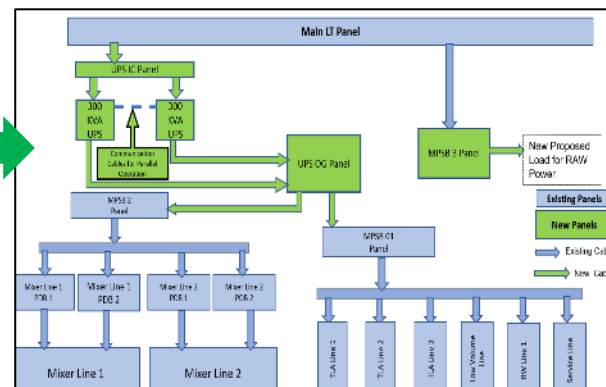 Main LT Panel
UPS IC Panel
300
KVA
UPS
300
KVA
UPS
Communication
Cables for Parallel
Operation
UPS OG Panel
MPSB 3 Panel
New Proposed
Load for RAW
Power
MPSB 2
Panel
MPSB 01
Panel
Existing Panels
New Panels
Existing Cab
New Cab
Mixer Line 1
PDB 1
Mixer Line 1
PDB 2
Mixer Line 2
PDB 1
Mixer Line 2
PDB 2
Mixer Line 1
Mixer Line 2
TLA Line 1
TLA Line 2
TLA Line 3
Low Volume
Line
RW Line 1
Service Line